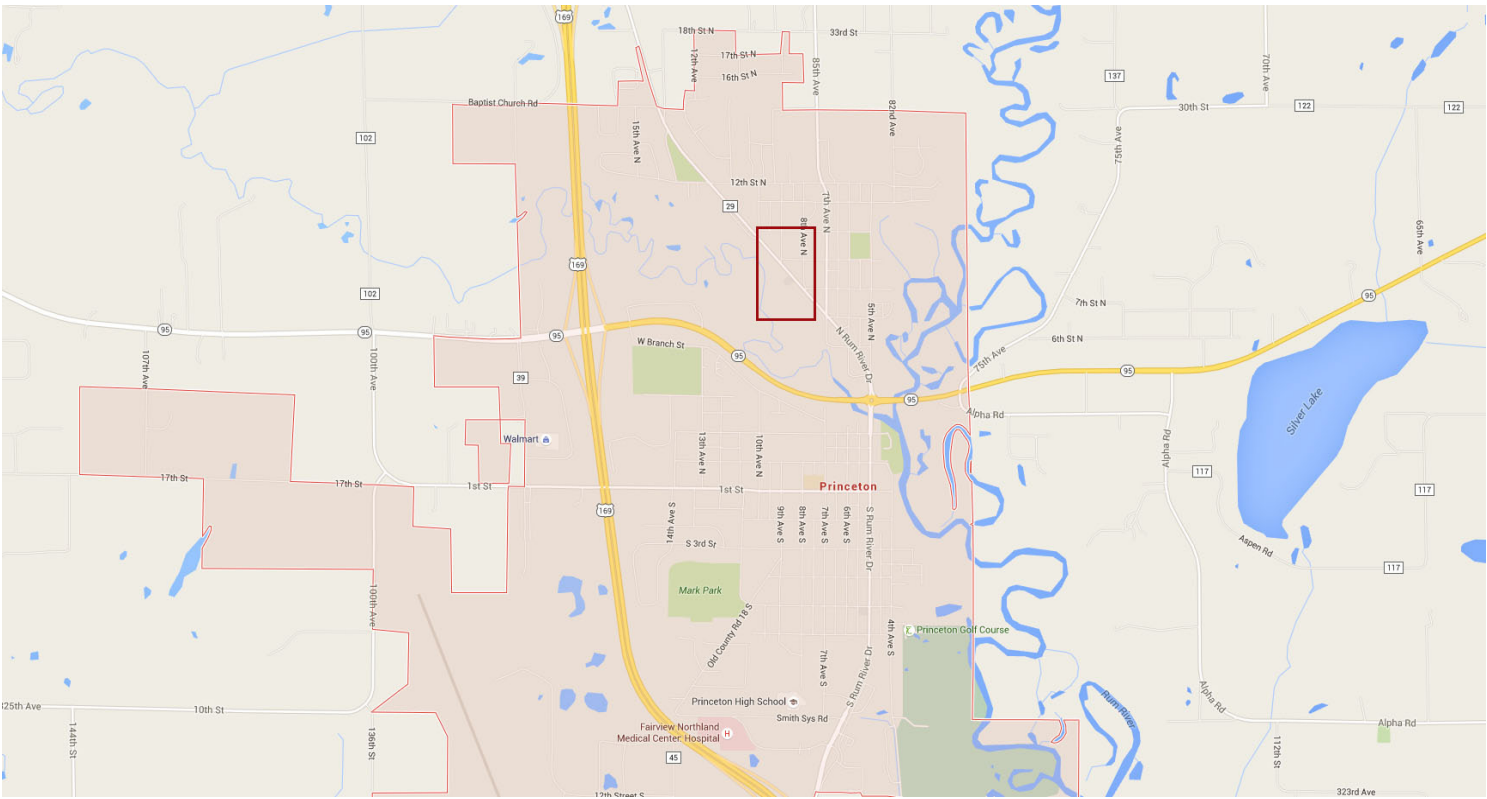 169
18th St N
33rd St
12th Ave
17th St N
16th St N
85th Ave
70th Ave
137
Baptist Church Rd
82nd Ave
30th St
122
122
15th Ave N
102
75th Ave
12th St N
29
7th Ave N
8th Ave N
65th Ave
169
102
95
7th St N
5th Ave N
95
95
95
N Rum River Dr
6th St N
W Branch St
95
75th Ave
107th Ave
100th Ave
39
95
95
Alpha Rd
Silver Lake
Walmart
13th Ave N
10th Ave N
Alpha Rd
117
17th St
17th St
1st St
1st St
Princeton
117
169
14th Ave S
9th Ave S
8th Ave S
7th Ave S
6th Ave S
S Rum River Dr
S 3rd St
Aspen Rd
117
Mark Park
100th Ave
Old County Rd 18 S
4th Ave S
Princeton Golf Course
7th Ave S
S Rum River Dr
Princeton High School
Smith Sys Rd
325th Ave
10th St
Rum River
Alpha Rd
Alpha Rd
Fairview Northland
Medical Center: Hospital
H
144th St
136th St
45
112th St
12th Street S
323rd Ave